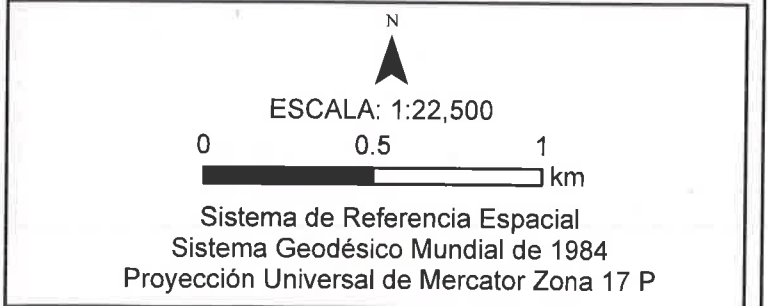 N
ESCALA: 1:22,500
0 0.5 1
km
Sistema de Referencia Espacial
Sistema Geodésico Mundial de 1984
Proyección Universal de Mercator Zona 17 P